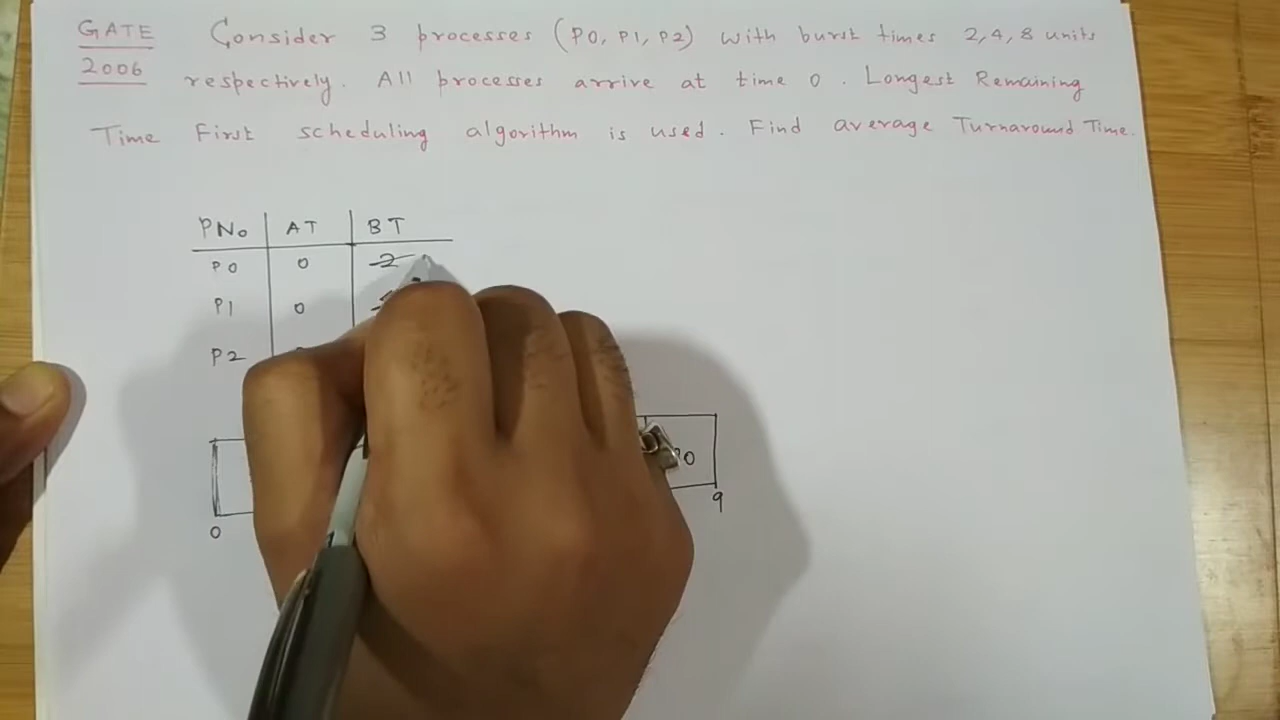 GATE Consider 3 processes (P0, P1, P2) with burst times 2, 4, 8 units
2006 respectively. All processes arrive at time 0. Longest Remaining
Time First scheduling algorithm is used. Find average Turnaround Time.
PNo AT BT
P0 0 2
P1 0
P2
0 9